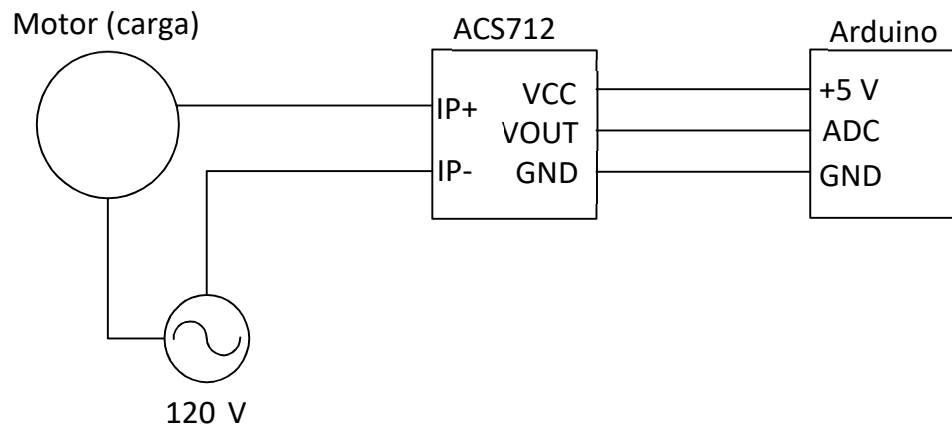 Motor (carga)
ACS712
Arduino
IP+
IP-
VCC
VOUT
GND
+5 V
ADC
GND
120 V